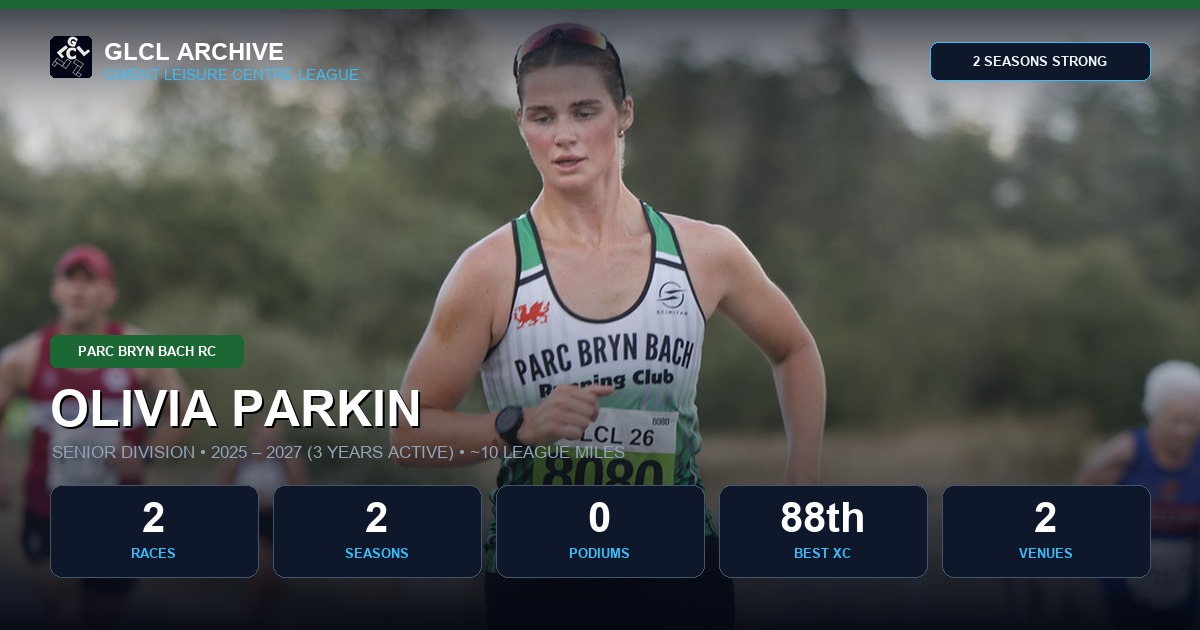 GLCL ARCHIVE
GWENT LEISURE CENTRE LEAGUE
2 SEASONS STRONG
SCIMITAR
PARC BRYN BACH
Running Club
8080
GLCL 26
8080
PARC BRYN BACH RC
OLIVIA PARKIN
SENIOR DIVISION • 2025 – 2027 (3 YEARS ACTIVE) • ~10 LEAGUE MILES
2
RACES
2
SEASONS
0
PODIUMS
88th
BEST XC
2
VENUES